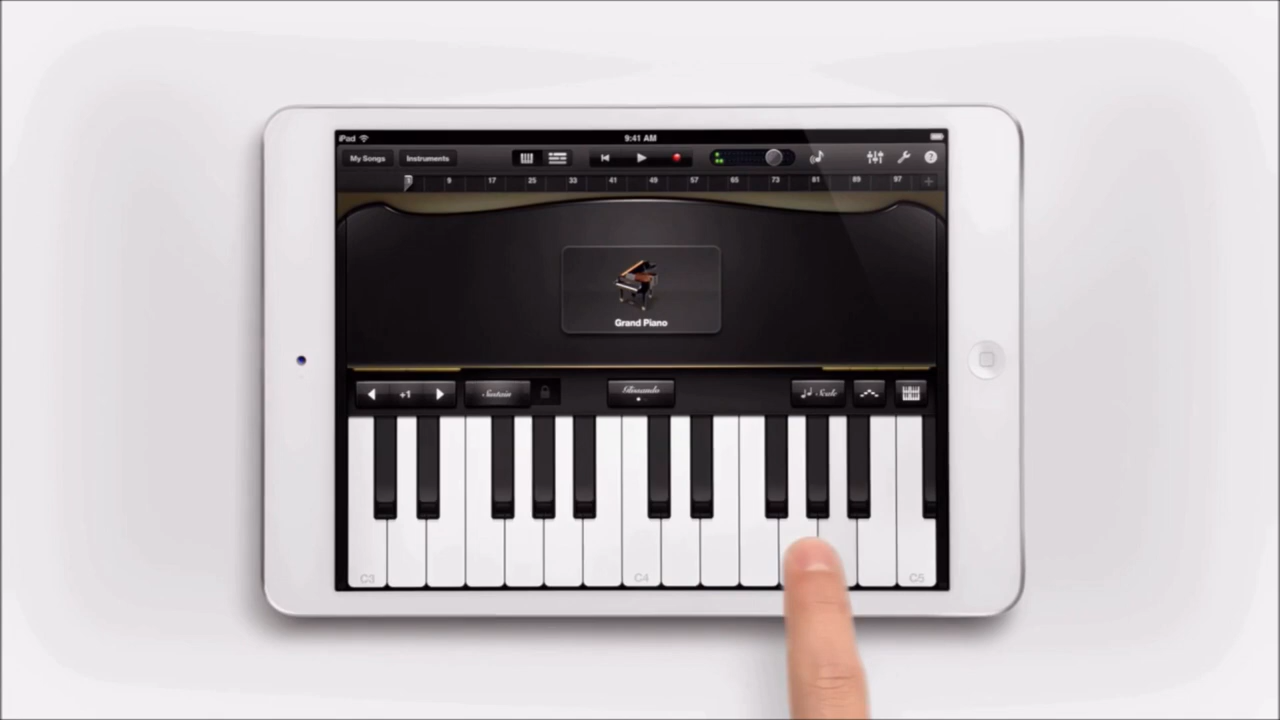 iPad 9:41 AM
My Songs Instruments
1 9 17 25 33 41 49 57 65 73 81 89 97 +
Grand Piano
+1 Sustain Glissando Scale
C3 C4 C5